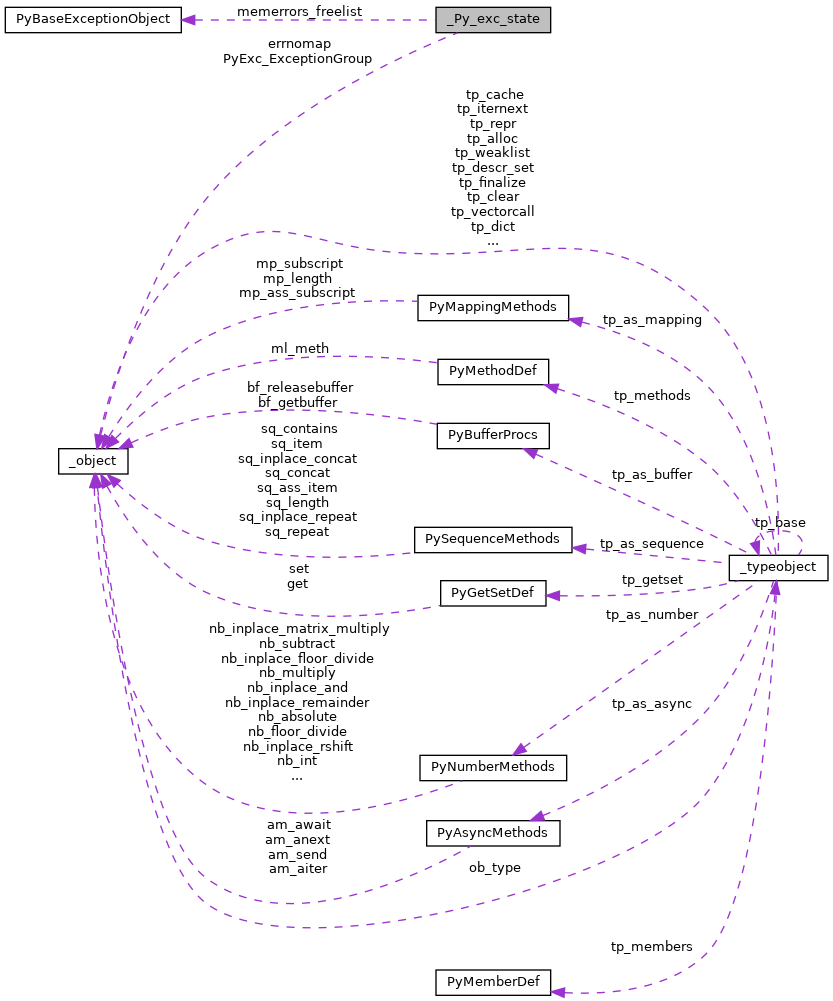 PyBaseExceptionObject
memerrors_freelist
_Py_exc_state
errnomap
PyExc_ExceptionGroup
tp_cache
tp_iternext
tp_repr
tp_alloc
tp_weaklist
tp_descr_set
tp_finalize
tp_clear
tp_vectorcall
tp_dict
...
mp_subscript
mp_length
mp_ass_subscript
PyMappingMethods
tp_as_mapping
ml_meth
PyMethodDef
tp_methods
bf_releasebuffer
bf_getbuffer
PyBufferProcs
_object
tp_as_buffer
sq_contains
sq_item
sq_inplace_concat
sq_concat
sq_ass_item
sq_length
sq_inplace_repeat
sq_repeat
PySequenceMethods
tp_as_sequence
tp_base
_typeobject
set
get
PyGetSetDef
tp_getset
tp_as_number
nb_inplace_matrix_multiply
nb_subtract
nb_inplace_floor_divide
nb_multiply
nb_inplace_and
nb_inplace_remainder
nb_absolute
nb_floor_divide
nb_inplace_rshift
nb_int
...
PyNumberMethods
tp_as_async
am_await
am_anext
am_send
am_aiter
PyAsyncMethods
ob_type
tp_members
PyMemberDef